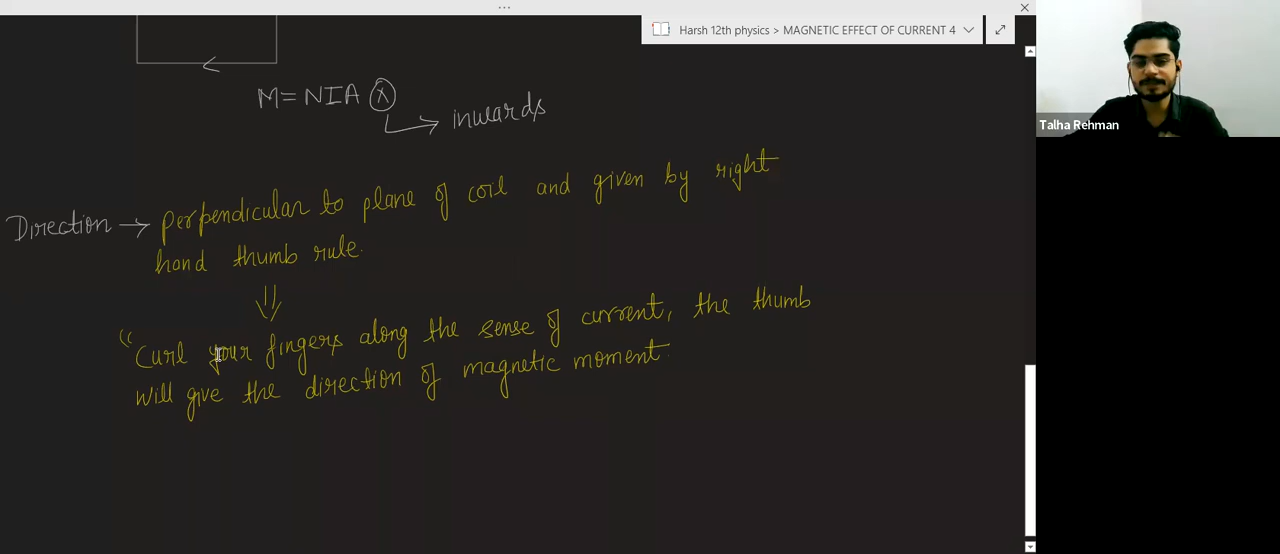 Harsh 12th physics > MAGNETIC EFFECT OF CURRENT 4
Talha Rehman
M = NIA ⓧ
inwards
Direction → perpendicular to plane of coil and given by right
hand thumb rule.
⇓
"Curl your fingers along the sense of current, the thumb
will give the direction of magnetic moment.